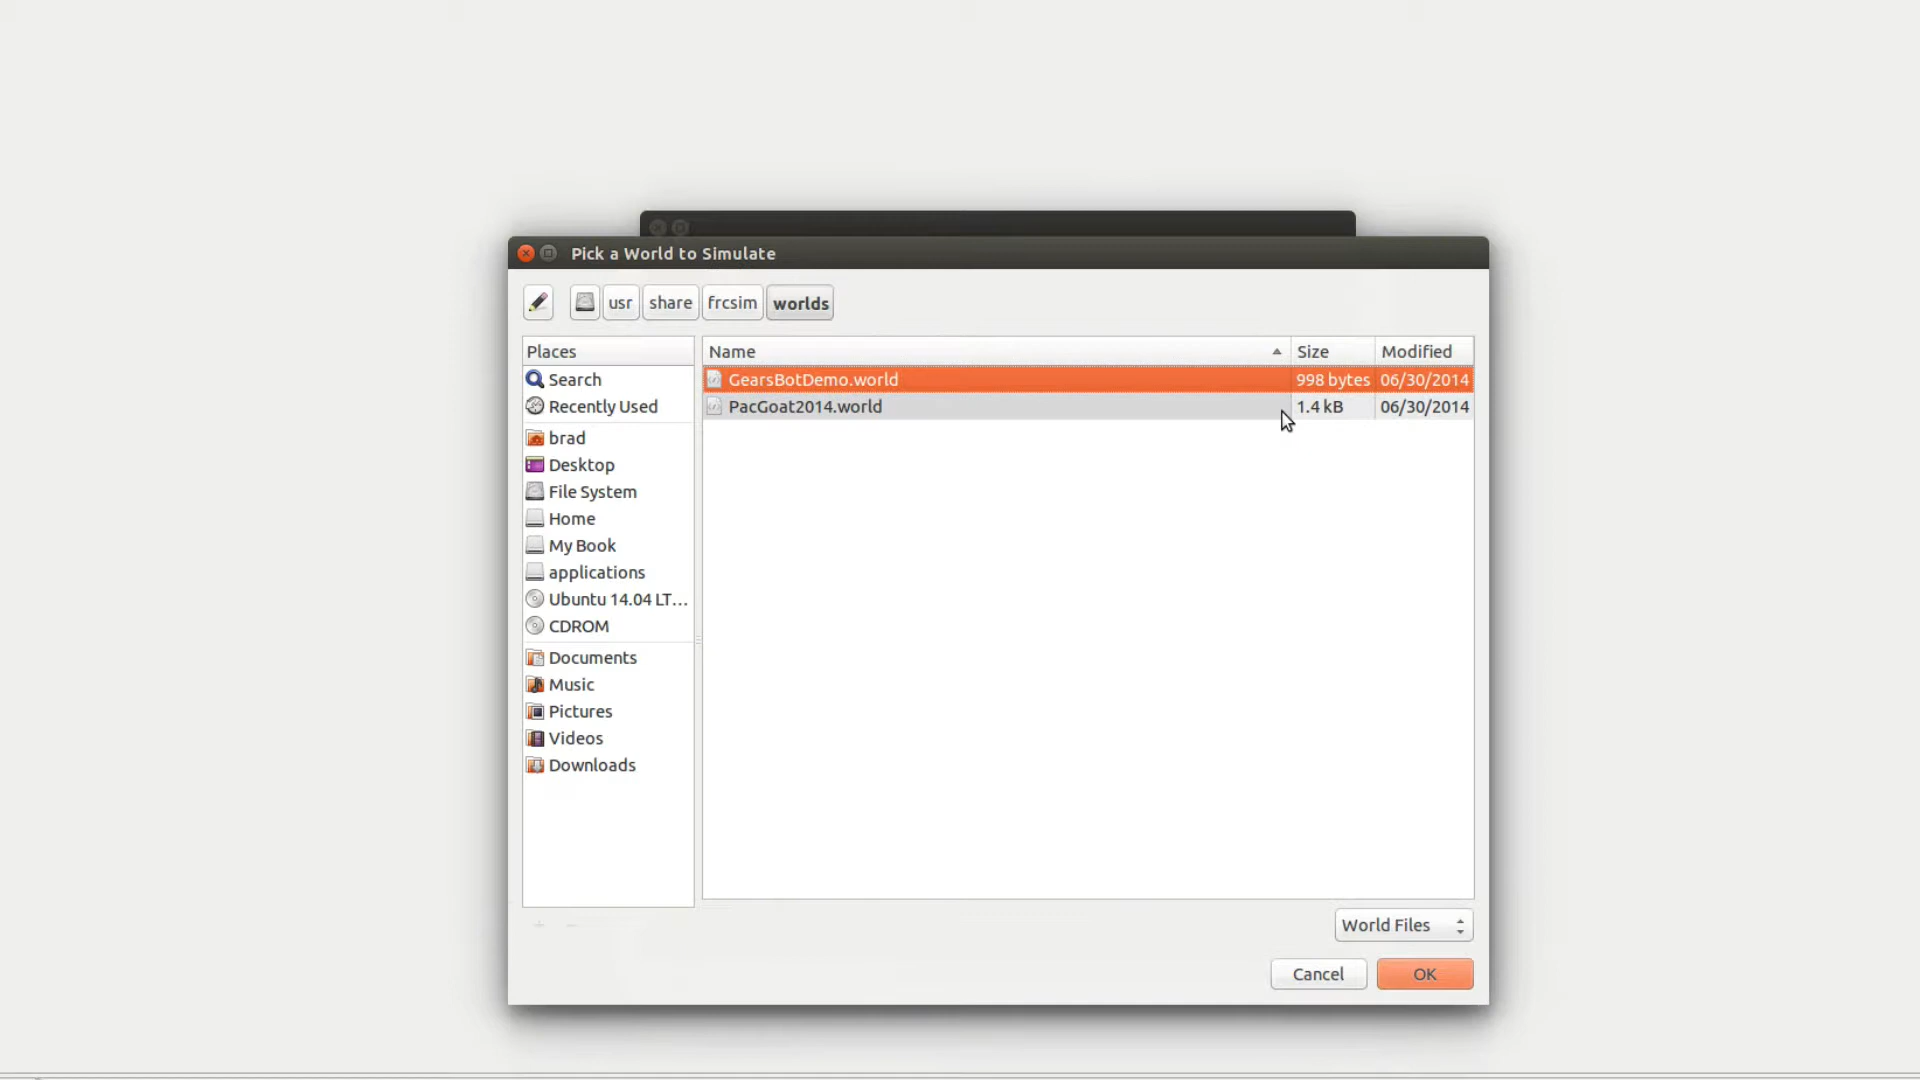 Pick a World to Simulate
usr share frcsim worlds
Places
Search
Recently Used
brad
Desktop
File System
Home
My Book
applications
Ubuntu 14.04 LT...
CDROM
Documents
Music
Pictures
Videos
Downloads
Name Size Modified
GearsBotDemo.world 998 bytes 06/30/2014
PacGoat2014.world 1.4 kB 06/30/2014
World Files
Cancel OK